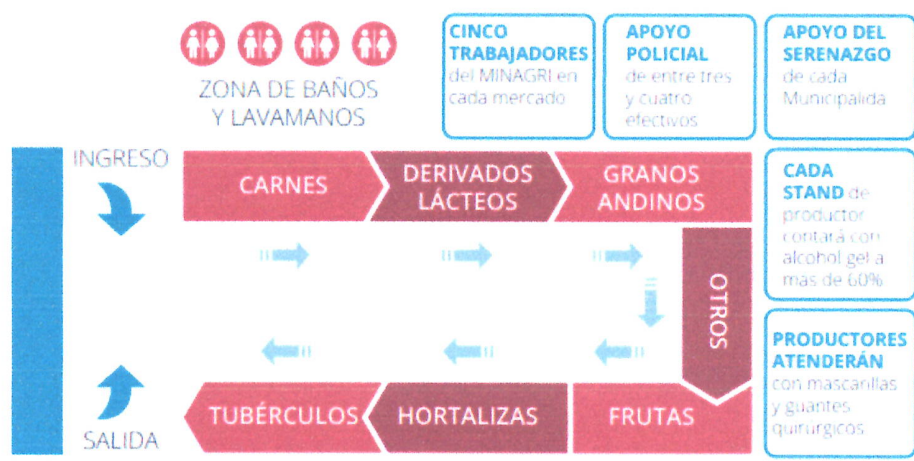 ZONA DE BAÑOS
Y LAVAMANOS
CINCO
TRABAJADORES
del MINAGRI en
cada mercado
APOYO
POLICIAL
de entre tres
y cuatro
efectivos
APOYO DEL
SERENAZGO
de cada
Municipalida
INGRESO
CARNES
DERIVADOS
LÁCTEOS
GRANOS
ANDINOS
OTROS
CADA
STAND de
productor
contará con
alcohol gel a
mas de 60%
PRODUCTORES
ATENDERÁN
con mascarillas
y guantes
quirúrgicos
SALIDA
TUBÉRCULOS
HORTALIZAS
FRUTAS